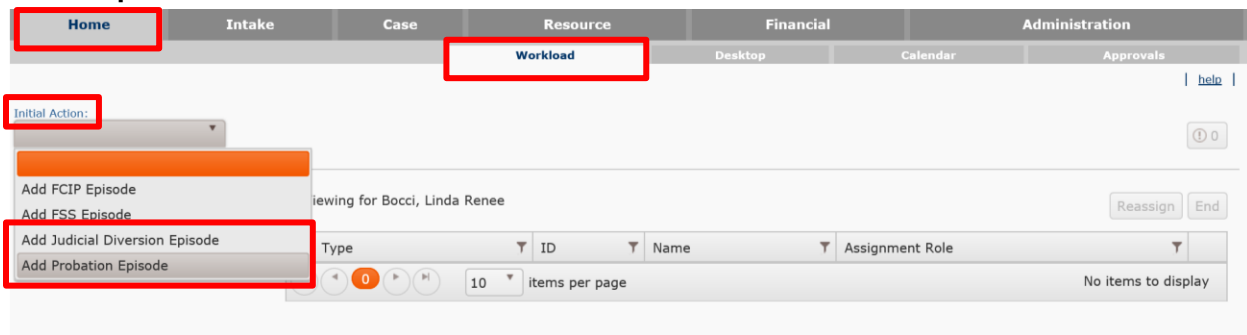 Home Intake Case Resource Financial Administration
Workload Desktop Calendar Approvals
help
Initial Action:
0
Add FCIP Episode
iewing for Bocci, Linda Renee
Reassign End
Add FSS Episode
Add Judicial Diversion Episode
Type ID Name Assignment Role
Add Probation Episode
0 10 items per page No items to display